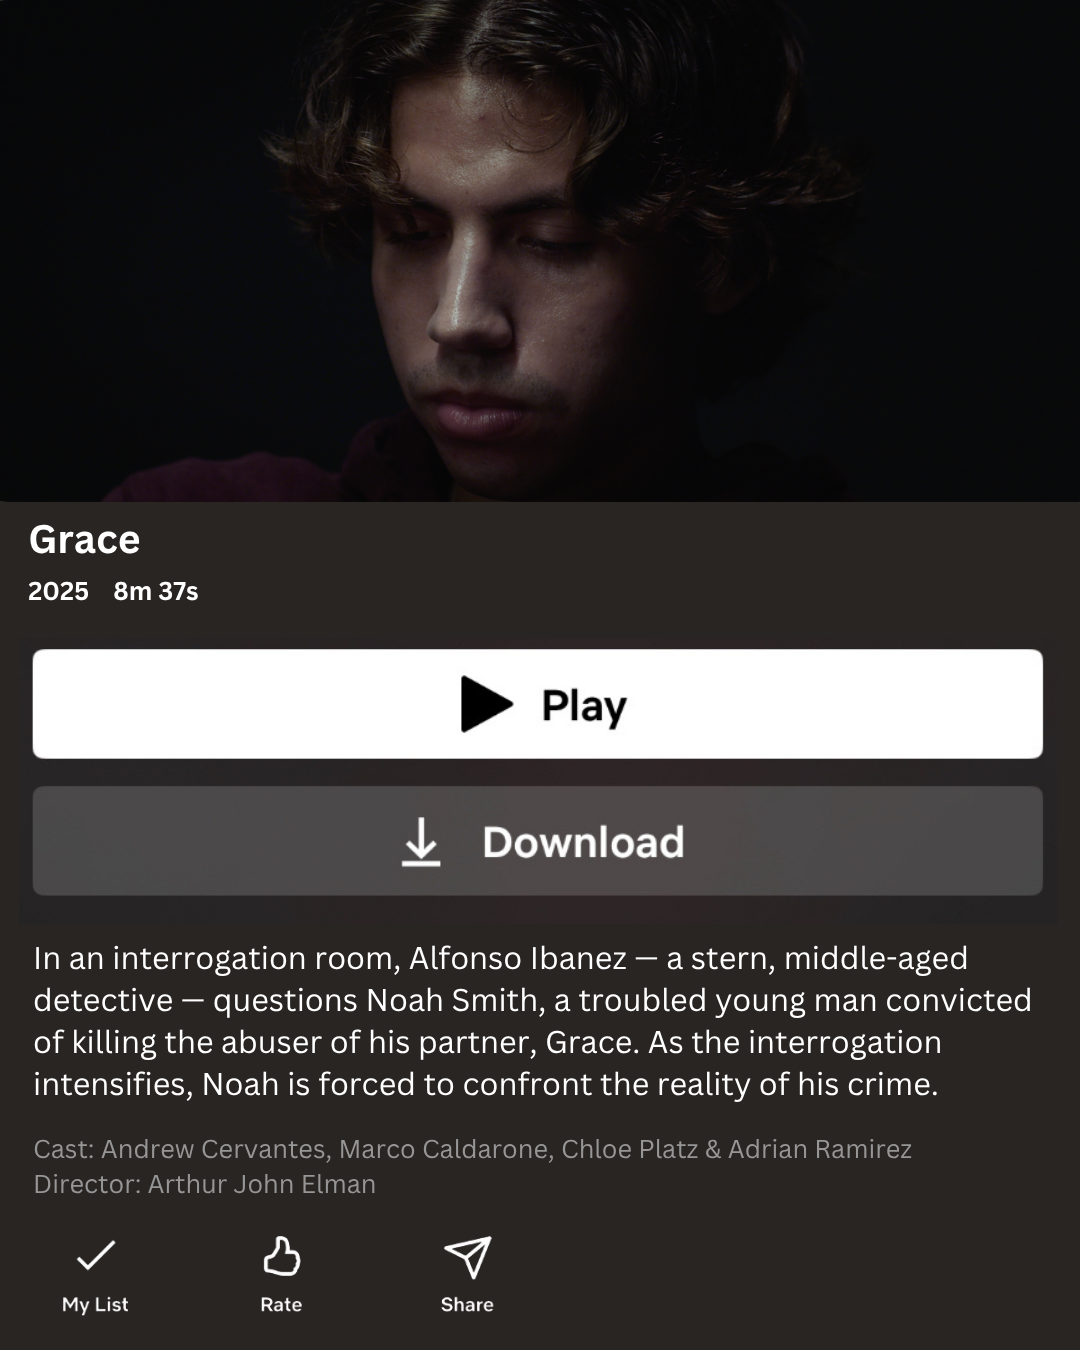 Grace
2025 8m 37s
Play
Download
In an interrogation room, Alfonso Ibanez — a stern, middle-aged
detective — questions Noah Smith, a troubled young man convicted
of killing the abuser of his partner, Grace. As the interrogation
intensifies, Noah is forced to confront the reality of his crime.
Cast: Andrew Cervantes, Marco Caldarone, Chloe Platz & Adrian Ramirez
Director: Arthur John Elman
My List Rate Share